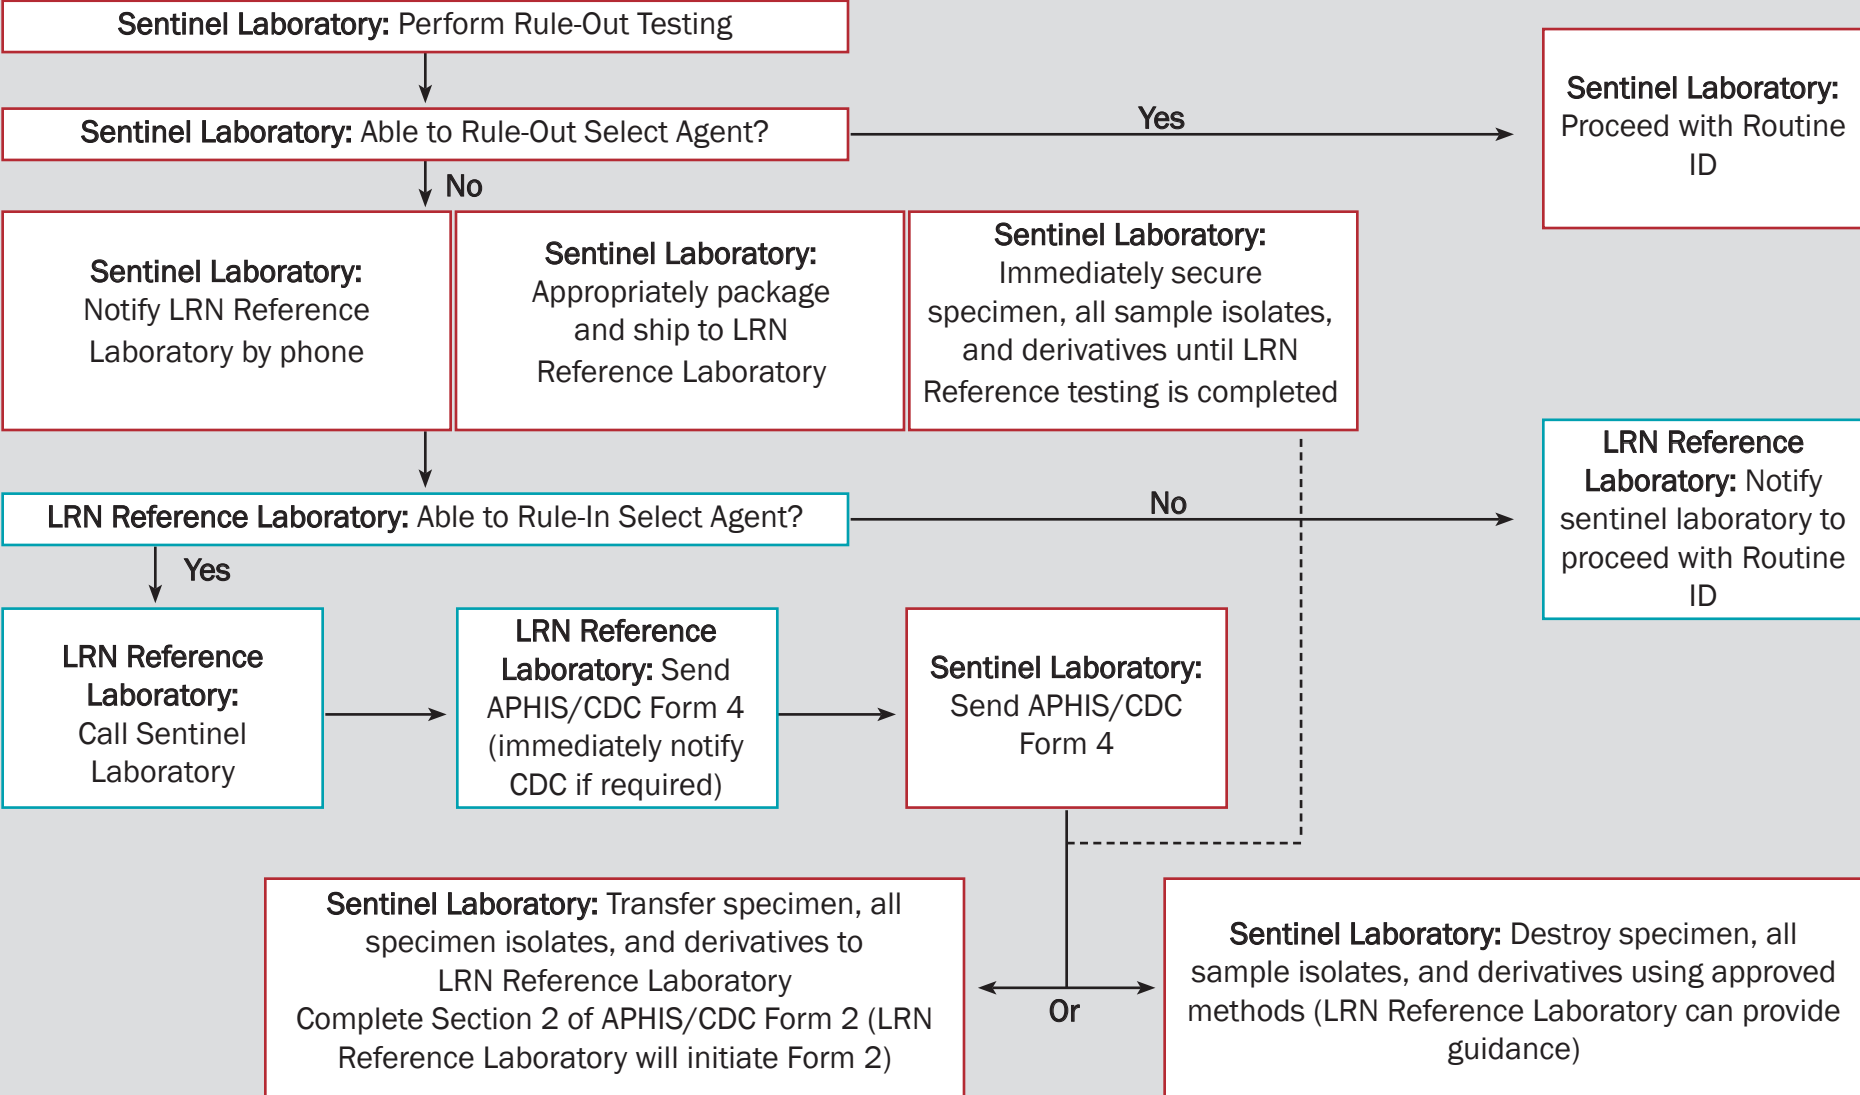 Sentinel Laboratory: Perform Rule-Out Testing
Sentinel Laboratory: Able to Rule-Out Select Agent?
Yes
Sentinel Laboratory:
Proceed with Routine
ID
No
Sentinel Laboratory:
Notify LRN Reference
Laboratory by phone
Sentinel Laboratory:
Appropriately package
and ship to LRN
Reference Laboratory
Sentinel Laboratory:
Immediately secure
specimen, all sample isolates,
and derivatives until LRN
Reference testing is completed
LRN Reference Laboratory: Able to Rule-In Select Agent?
No
LRN Reference
Laboratory: Notify
sentinel laboratory to
proceed with Routine
ID
Yes
LRN Reference
Laboratory:
Call Sentinel
Laboratory
LRN Reference
Laboratory: Send
APHIS/CDC Form 4
(immediately notify
CDC if required)
Sentinel Laboratory:
Send APHIS/CDC
Form 4
Sentinel Laboratory: Transfer specimen, all
specimen isolates, and derivatives to
LRN Reference Laboratory
Complete Section 2 of APHIS/CDC Form 2 (LRN
Reference Laboratory will initiate Form 2)
Or
Sentinel Laboratory: Destroy specimen, all
sample isolates, and derivatives using approved
methods (LRN Reference Laboratory can provide
guidance)